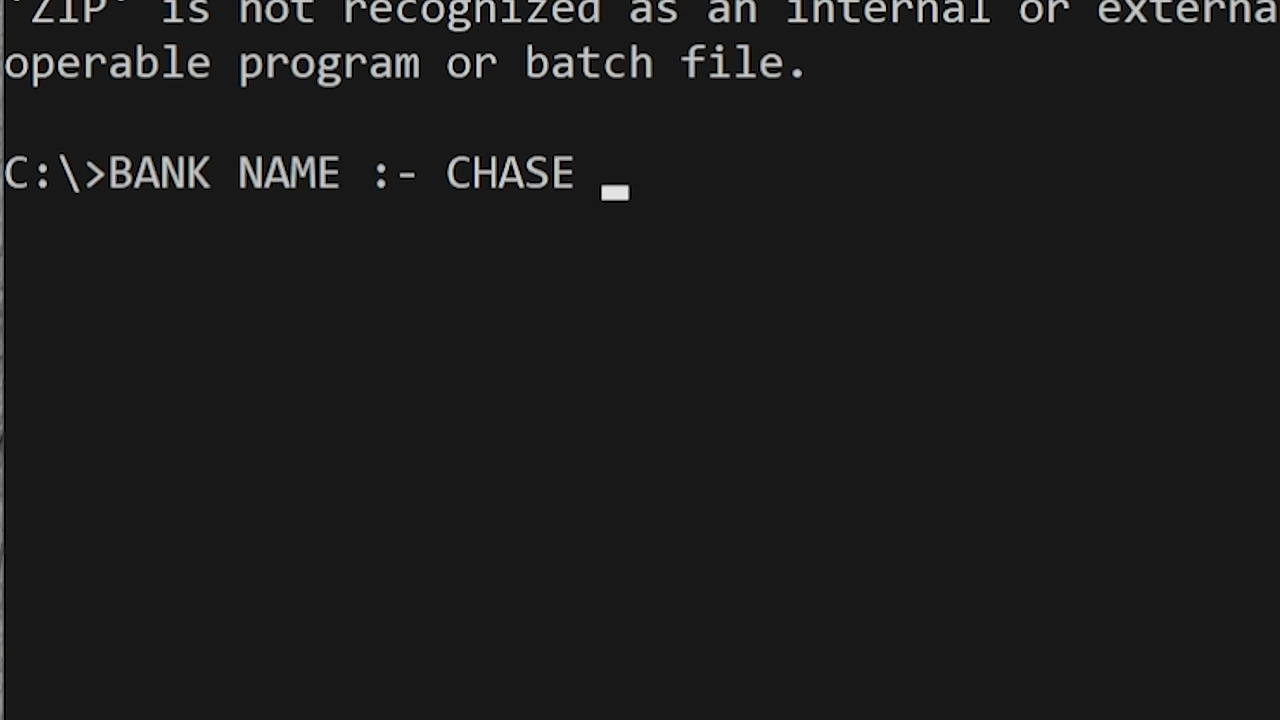 'ZIP' is not recognized as an internal or externa
operable program or batch file.
C:\>BANK NAME :- CHASE